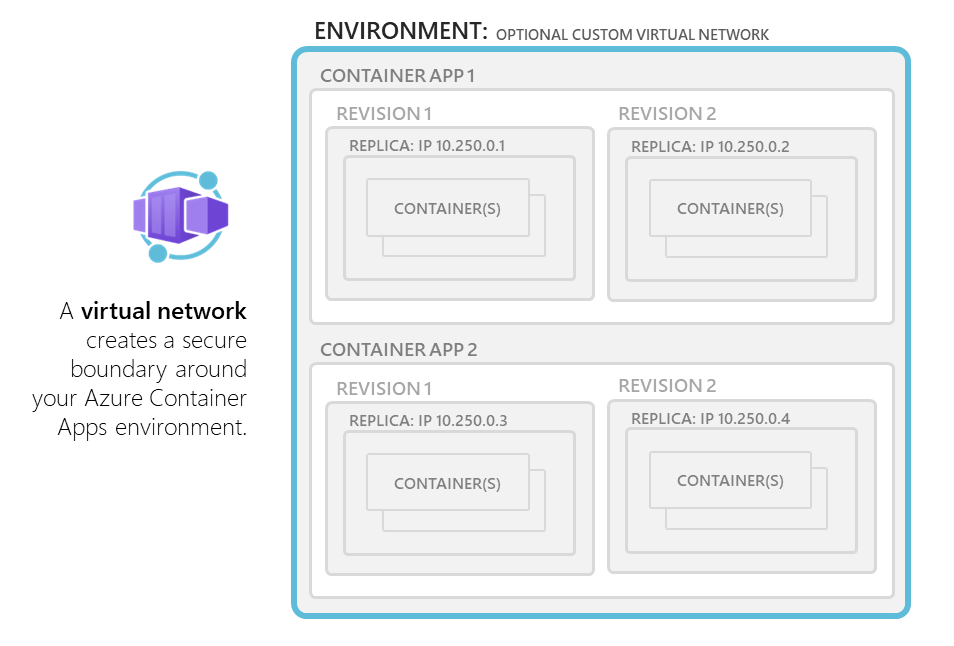 ENVIRONMENT: OPTIONAL CUSTOM VIRTUAL NETWORK
CONTAINER APP 1
REVISION 1
REPLICA: IP 10.250.0.1
CONTAINER(S)
REVISION 2
REPLICA: IP 10.250.0.2
CONTAINER(S)
A virtual network
creates a secure
boundary around
your Azure Container
Apps environment.
CONTAINER APP 2
REVISION 1
REPLICA: IP 10.250.0.3
CONTAINER(S)
REVISION 2
REPLICA: IP 10.250.0.4
CONTAINER(S)